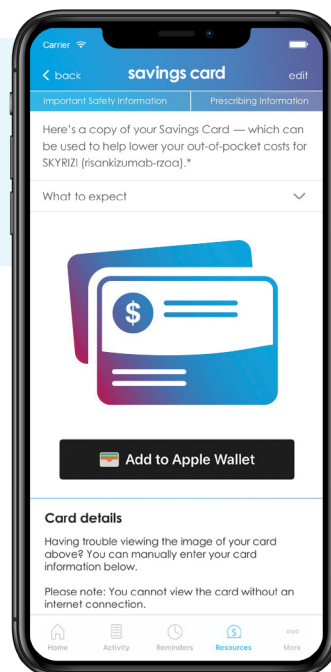 Carrier
back
savings card
edit
Important Safety Information
Prescribing Information
Here's a copy of your Savings Card — which can
be used to help lower your out-of-pocket costs for
SKYRIZI (risankizumab-rzaa).*
What to expect
$
Add to Apple Wallet
Card details
Having trouble viewing the image of your card
above? You can manually enter your card
information below.
Please note: You cannot view the card without an
internet connection.
$
Home
Activity
Reminders
Resources
More